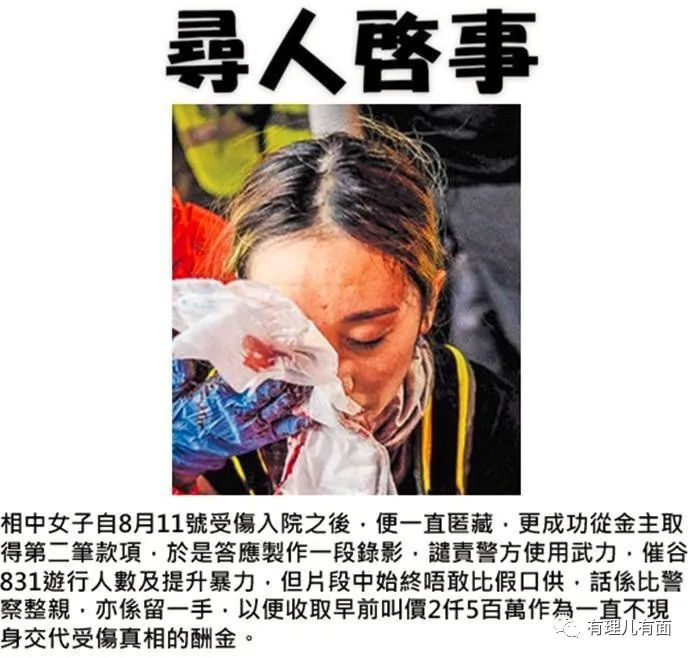 尋人啓事
相中女子自8月11號受傷入院之後，便一直匿藏，更成功從金主取
得第二筆款項，於是答應製作一段錄影，譴責警方使用武力，催谷
831遊行人數及提升暴力，但片段中始終唔敢比假口供，話係比警
察整親，亦係留一手，以便收取早前叫價2仟5百萬作為一直不現
身交代受傷真相的酬金。
有理儿有面